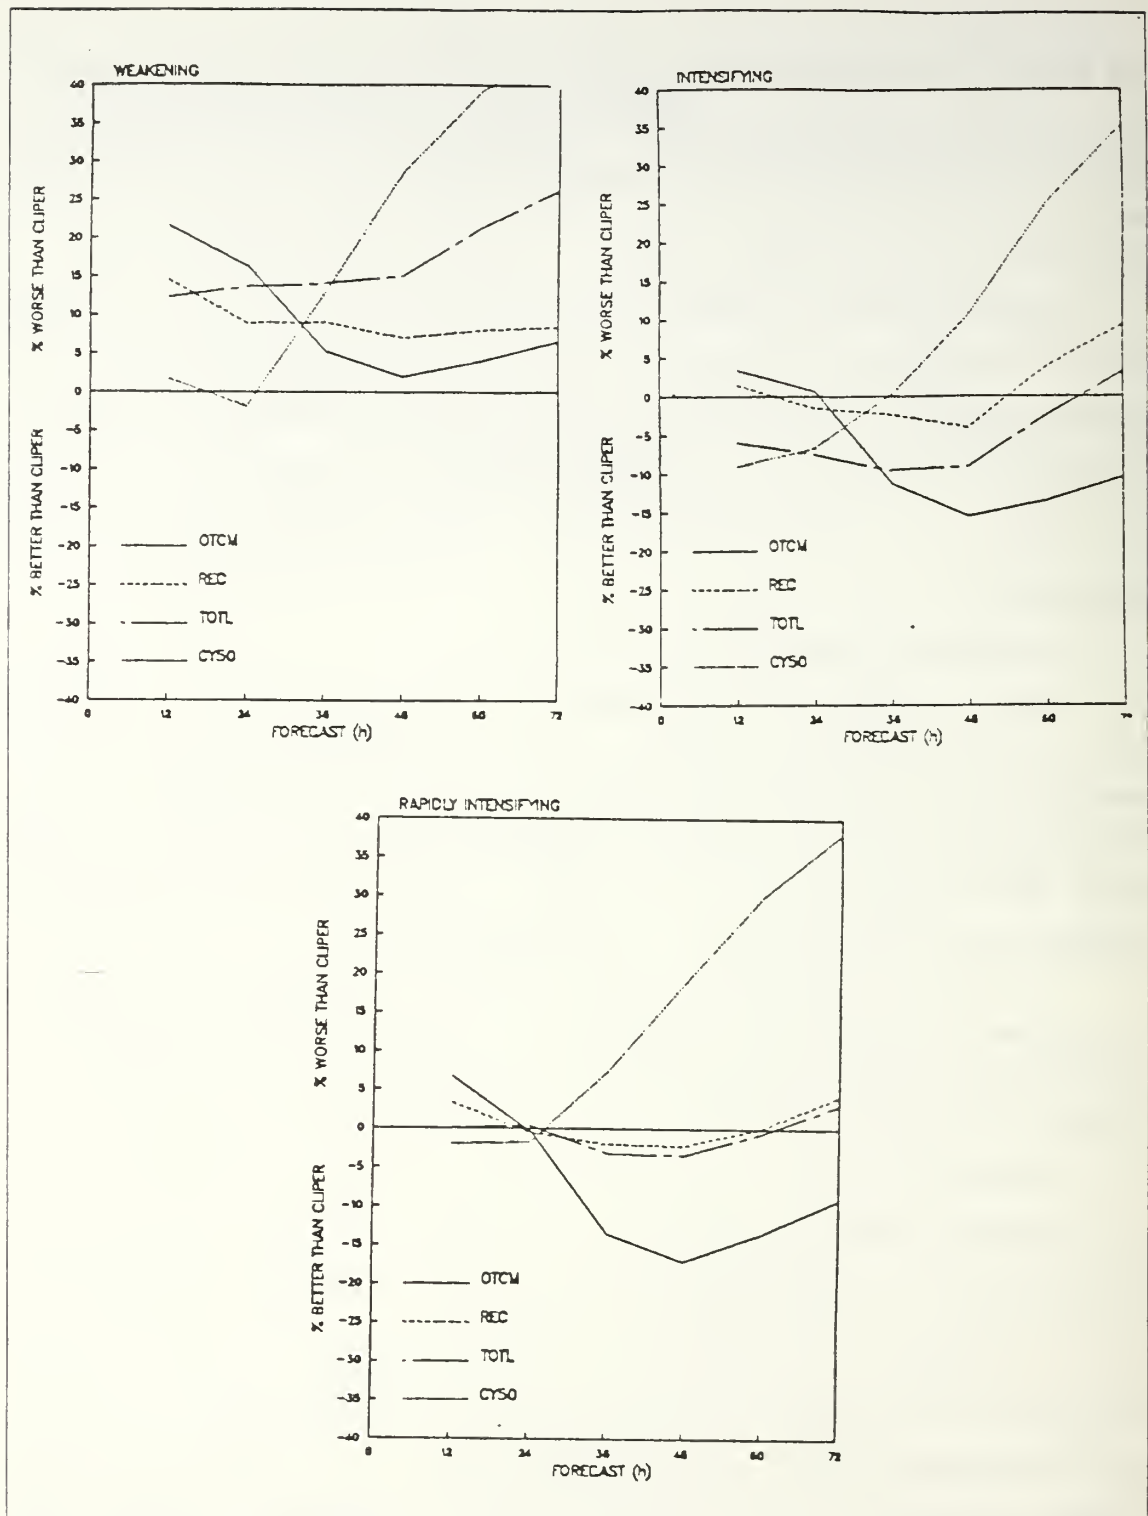 WEAKENING
40
35
30
25
20
15
10
5
0
-5
-10
-15
-20
-25
-30
-35
-40
% WORSE THAN CLIPER
% BETTER THAN CLIPER
OTCM
REC
TOTL
CY50
0 12 24 36 48 60 72
FORECAST (h)
INTENSIFYING
40
35
30
25
20
15
10
5
0
-5
-10
-15
-20
-25
-30
-35
-40
% WORSE THAN CLIPER
% BETTER THAN CLIPER
OTCM
REC
TOTL
CY50
0 12 24 36 48 60 72
FORECAST (h)
RAPIDLY INTENSIFYING
40
35
30
25
20
15
10
5
0
-5
-10
-15
-20
-25
-30
-35
-40
% WORSE THAN CLIPER
% BETTER THAN CLIPER
OTCM
REC
TOTL
CY50
0 12 24 36 48 60 72
FORECAST (h)